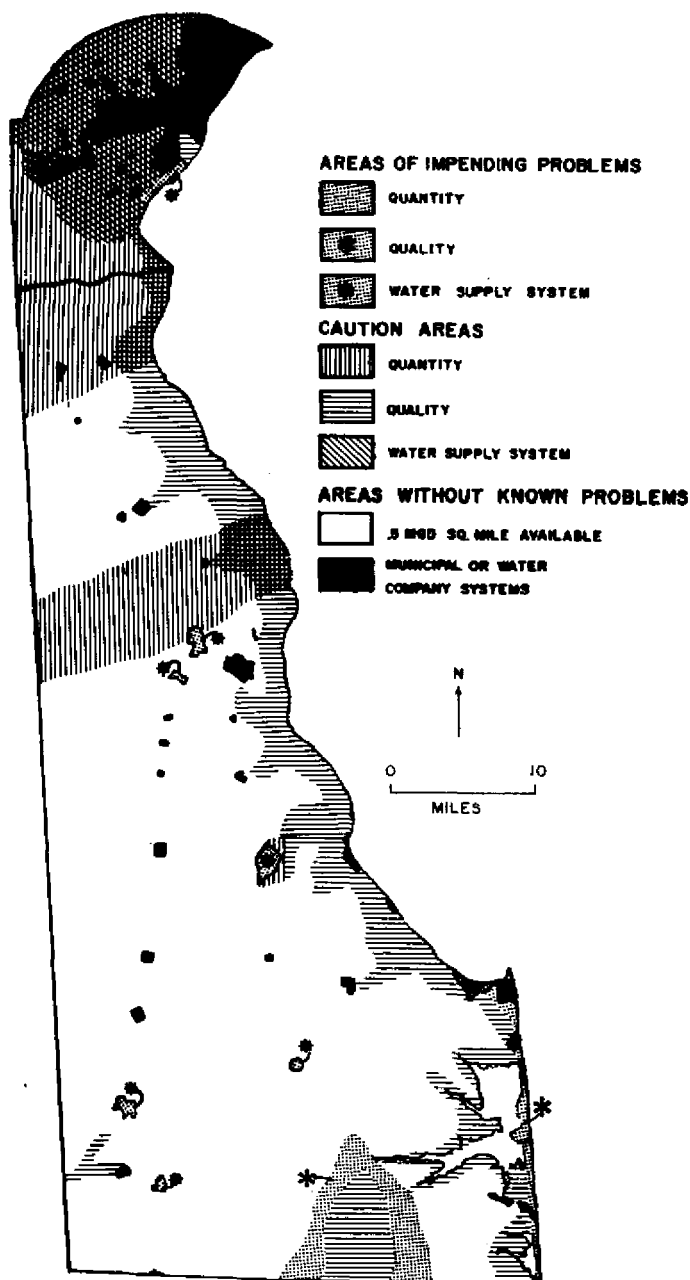 AREAS OF IMPENDING PROBLEMS
QUANTITY
QUALITY
WATER SUPPLY SYSTEM
CAUTION AREAS
QUANTITY
QUALITY
WATER SUPPLY SYSTEM
AREAS WITHOUT KNOWN PROBLEMS
.5 MGD SQ. MILE AVAILABLE
MUNICIPAL OR WATER
COMPANY SYSTEMS
N
0 10
MILES